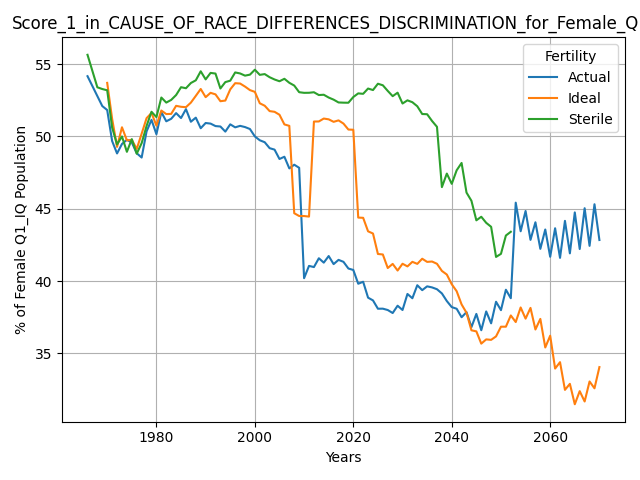 Score_1_in_CAUSE_OF_RACE_DIFFERENCES_DISCRIMINATION_for_Female_Q
Fertility
Actual
Ideal
Sterile
55
50
45
40
35
% of Female Q1_IQ Population
1980 2000 2020 2040 2060
Years